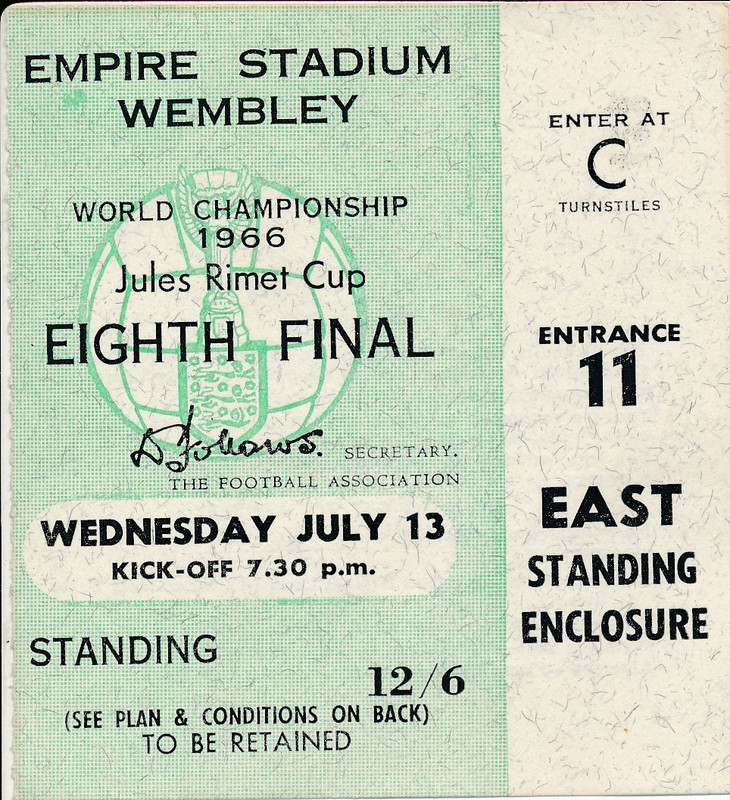 EMPIRE STADIUM
WEMBLEY
WORLD CHAMPIONSHIP
1966
Jules Rimet Cup
EIGHTH FINAL
D Follows. SECRETARY.
THE FOOTBALL ASSOCIATION
WEDNESDAY JULY 13
KICK-OFF 7.30 p.m.
STANDING
12/6
(SEE PLAN & CONDITIONS ON BACK)
TO BE RETAINED
ENTER AT
C
TURNSTILES
ENTRANCE
11
EAST
STANDING
ENCLOSURE